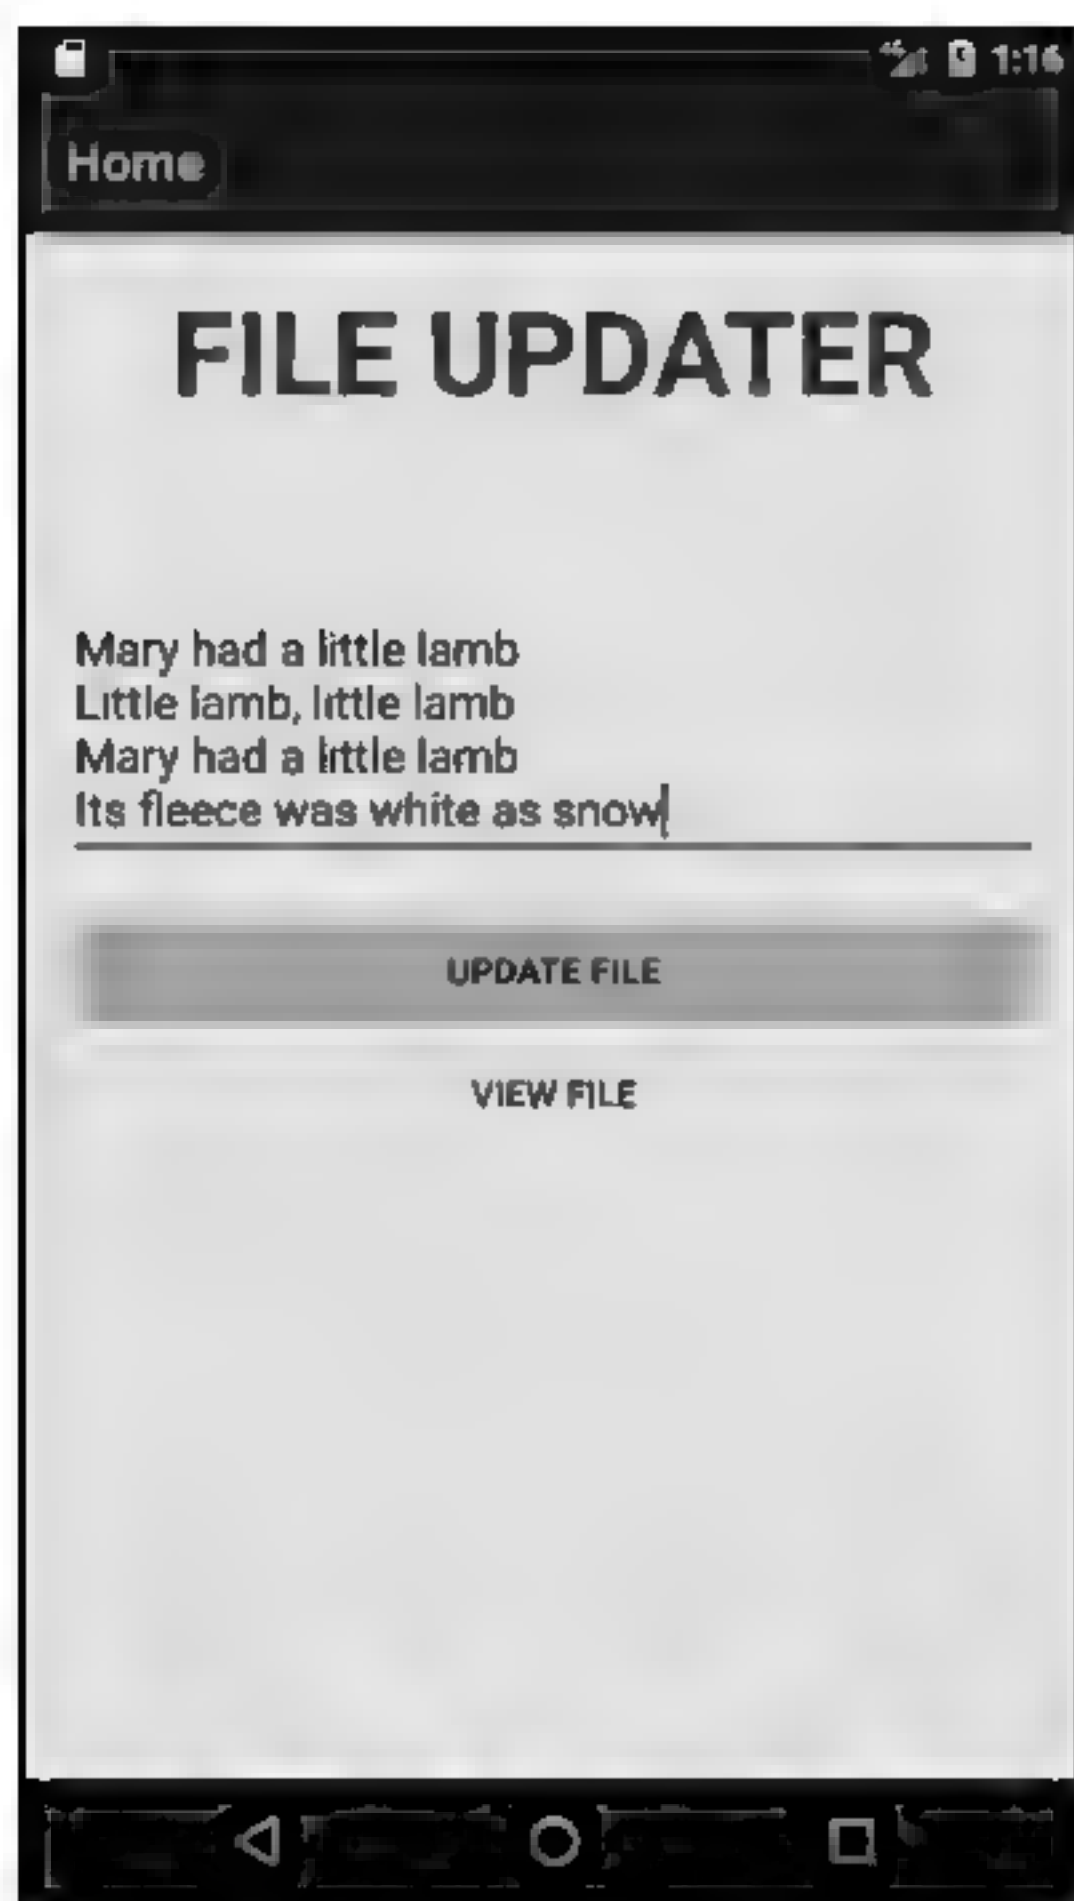 1:16
Home
FILE UPDATER
Mary had a little lamb
Little lamb, little lamb
Mary had a little lamb
Its fleece was white as snow
UPDATE FILE
VIEW FILE